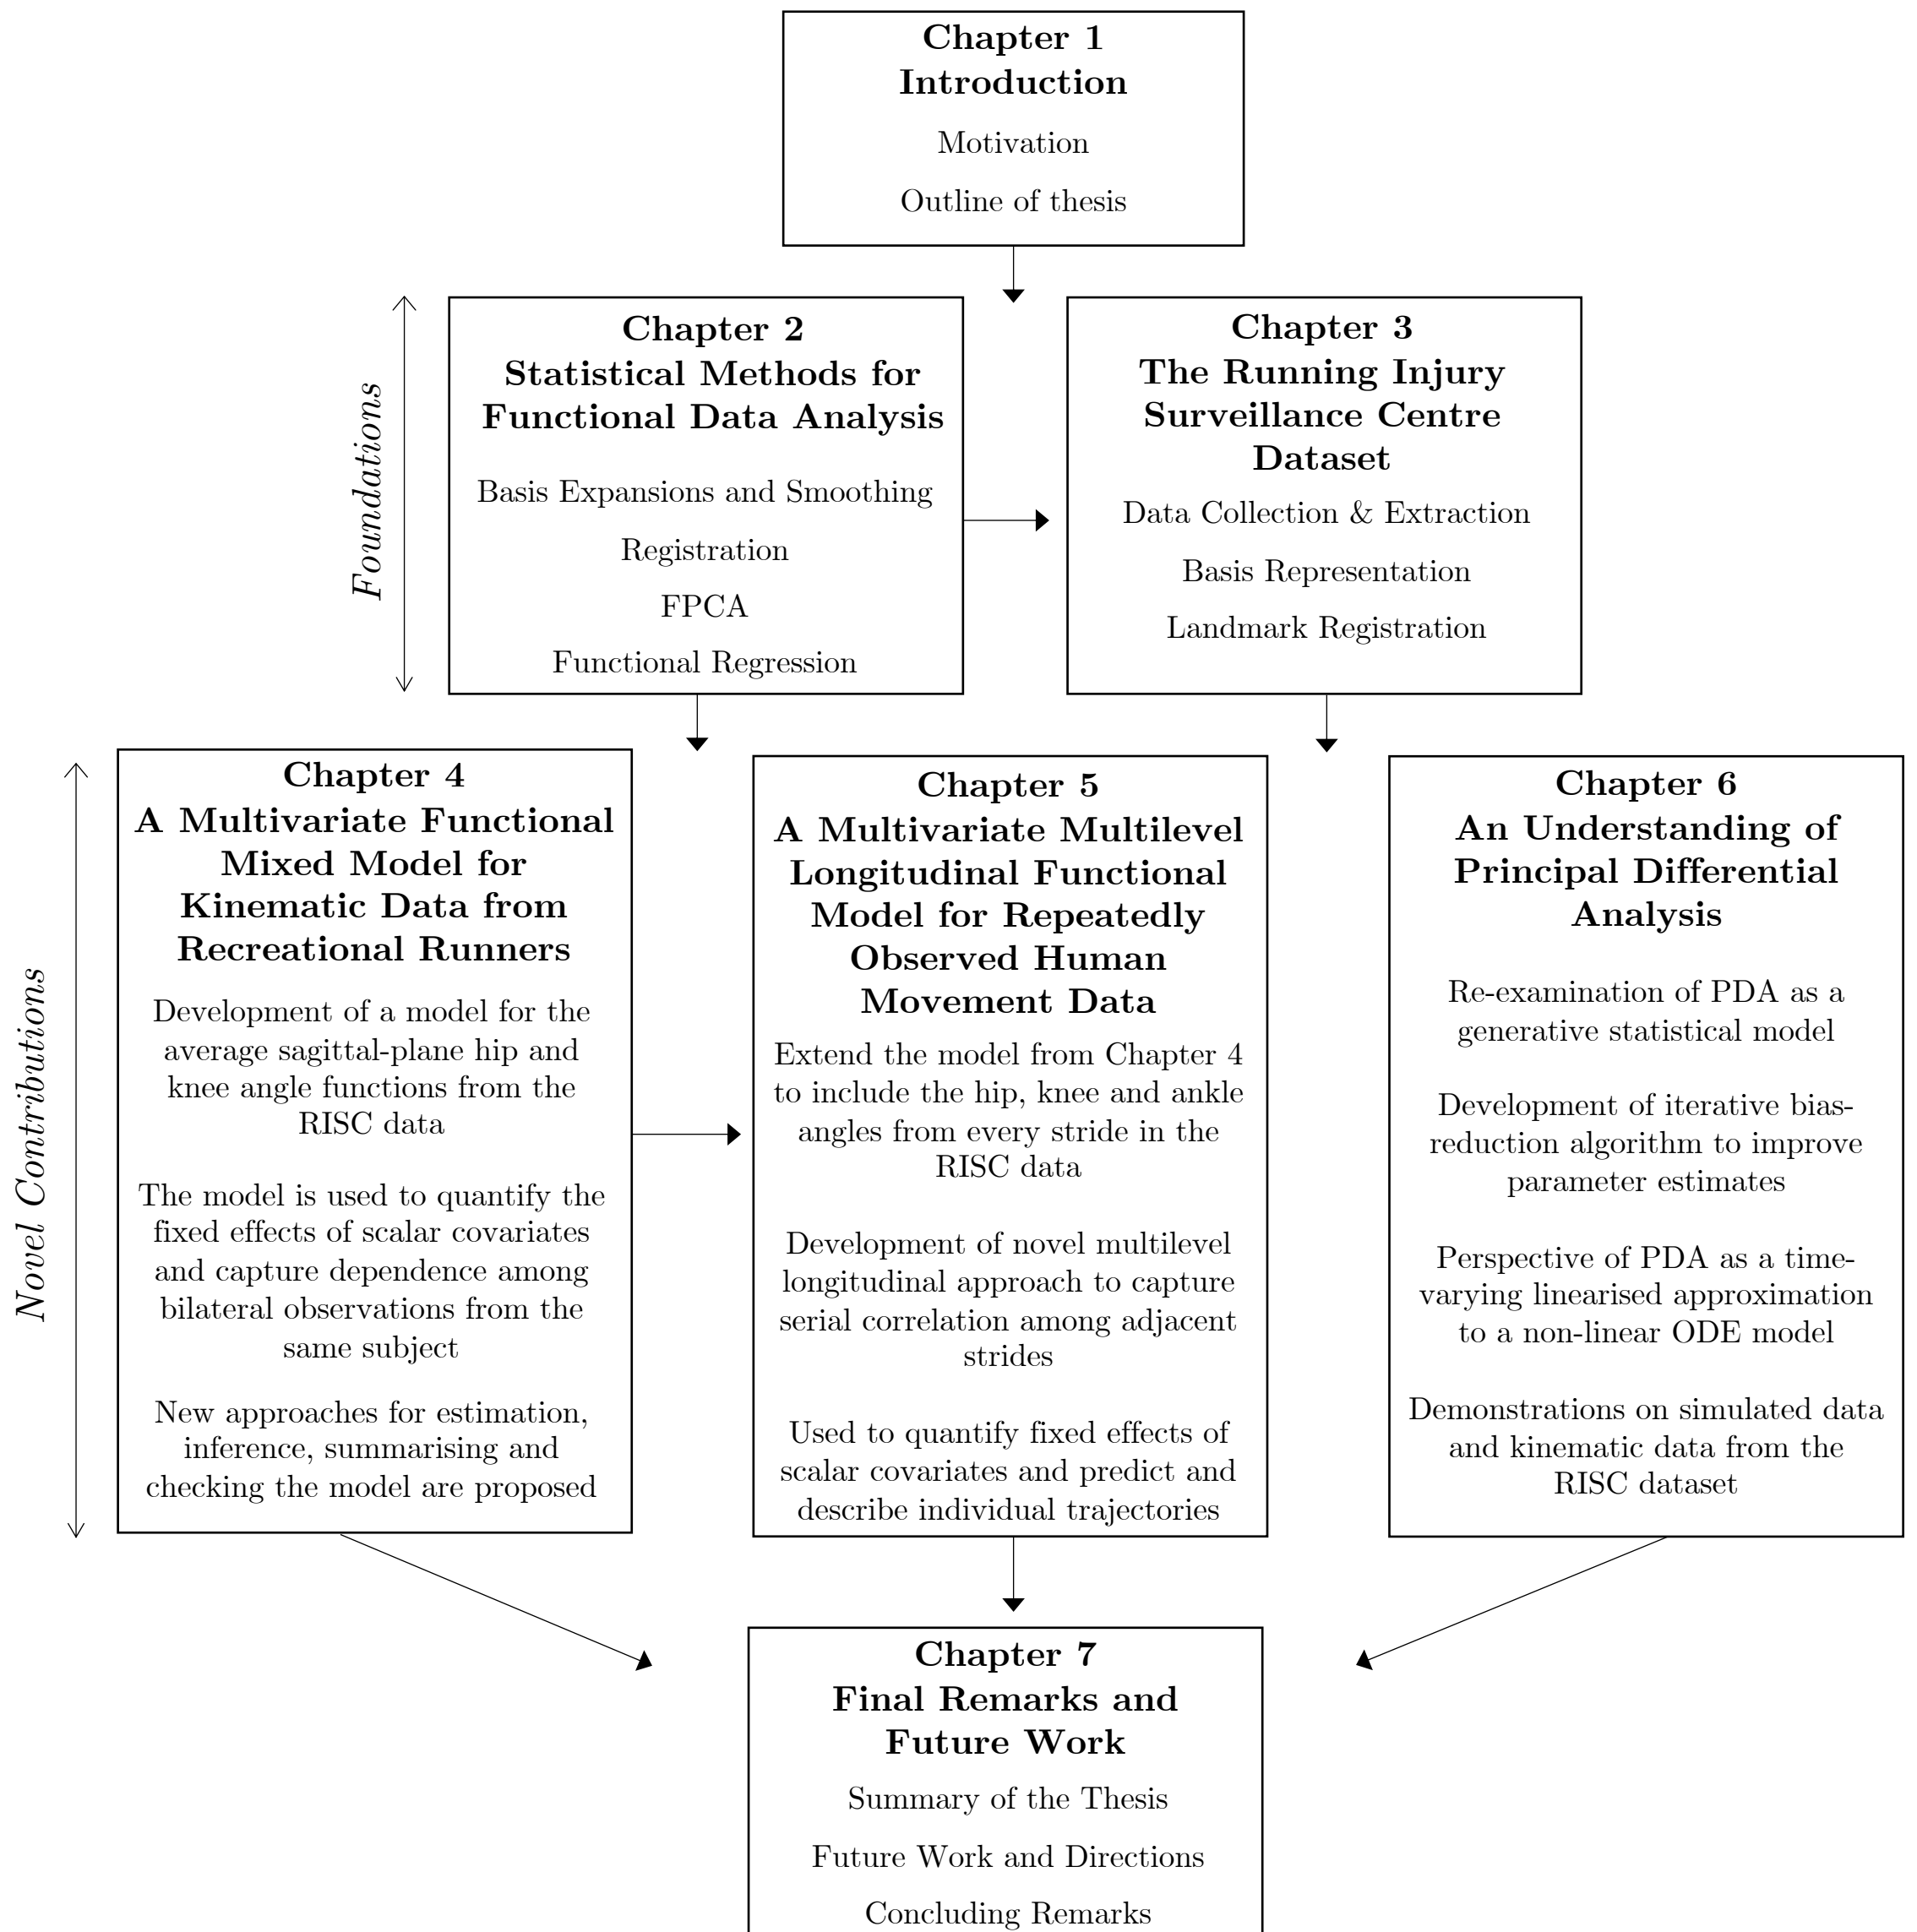 Chapter 1
Introduction
Motivation
Outline of thesis
Foundations
Chapter 2
Statistical Methods for
Functional Data Analysis
Basis Expansions and Smoothing
Registration
FPCA
Functional Regression
Chapter 3
The Running Injury
Surveillance Centre
Dataset
Data Collection & Extraction
Basis Representation
Landmark Registration
Novel Contributions
Chapter 4
A Multivariate Functional
Mixed Model for
Kinematic Data from
Recreational Runners
Development of a model for the
average sagittal-plane hip and
knee angle functions from the
RISC data
The model is used to quantify the
fixed effects of scalar covariates
and capture dependence among
bilateral observations from the
same subject
New approaches for estimation,
inference, summarising and
checking the model are proposed
Chapter 5
A Multivariate Multilevel
Longitudinal Functional
Model for Repeatedly
Observed Human
Movement Data
Extend the model from Chapter 4
to include the hip, knee and ankle
angles from every stride in the
RISC data
Development of novel multilevel
longitudinal approach to capture
serial correlation among adjacent
strides
Used to quantify fixed effects of
scalar covariates and predict and
describe individual trajectories
Chapter 6
An Understanding of
Principal Differential
Analysis
Re-examination of PDA as a
generative statistical model
Development of iterative bias-
reduction algorithm to improve
parameter estimates
Perspective of PDA as a time-
varying linearised approximation
to a non-linear ODE model
Demonstrations on simulated data
and kinematic data from the
RISC dataset
Chapter 7
Final Remarks and
Future Work
Summary of the Thesis
Future Work and Directions
Concluding Remarks